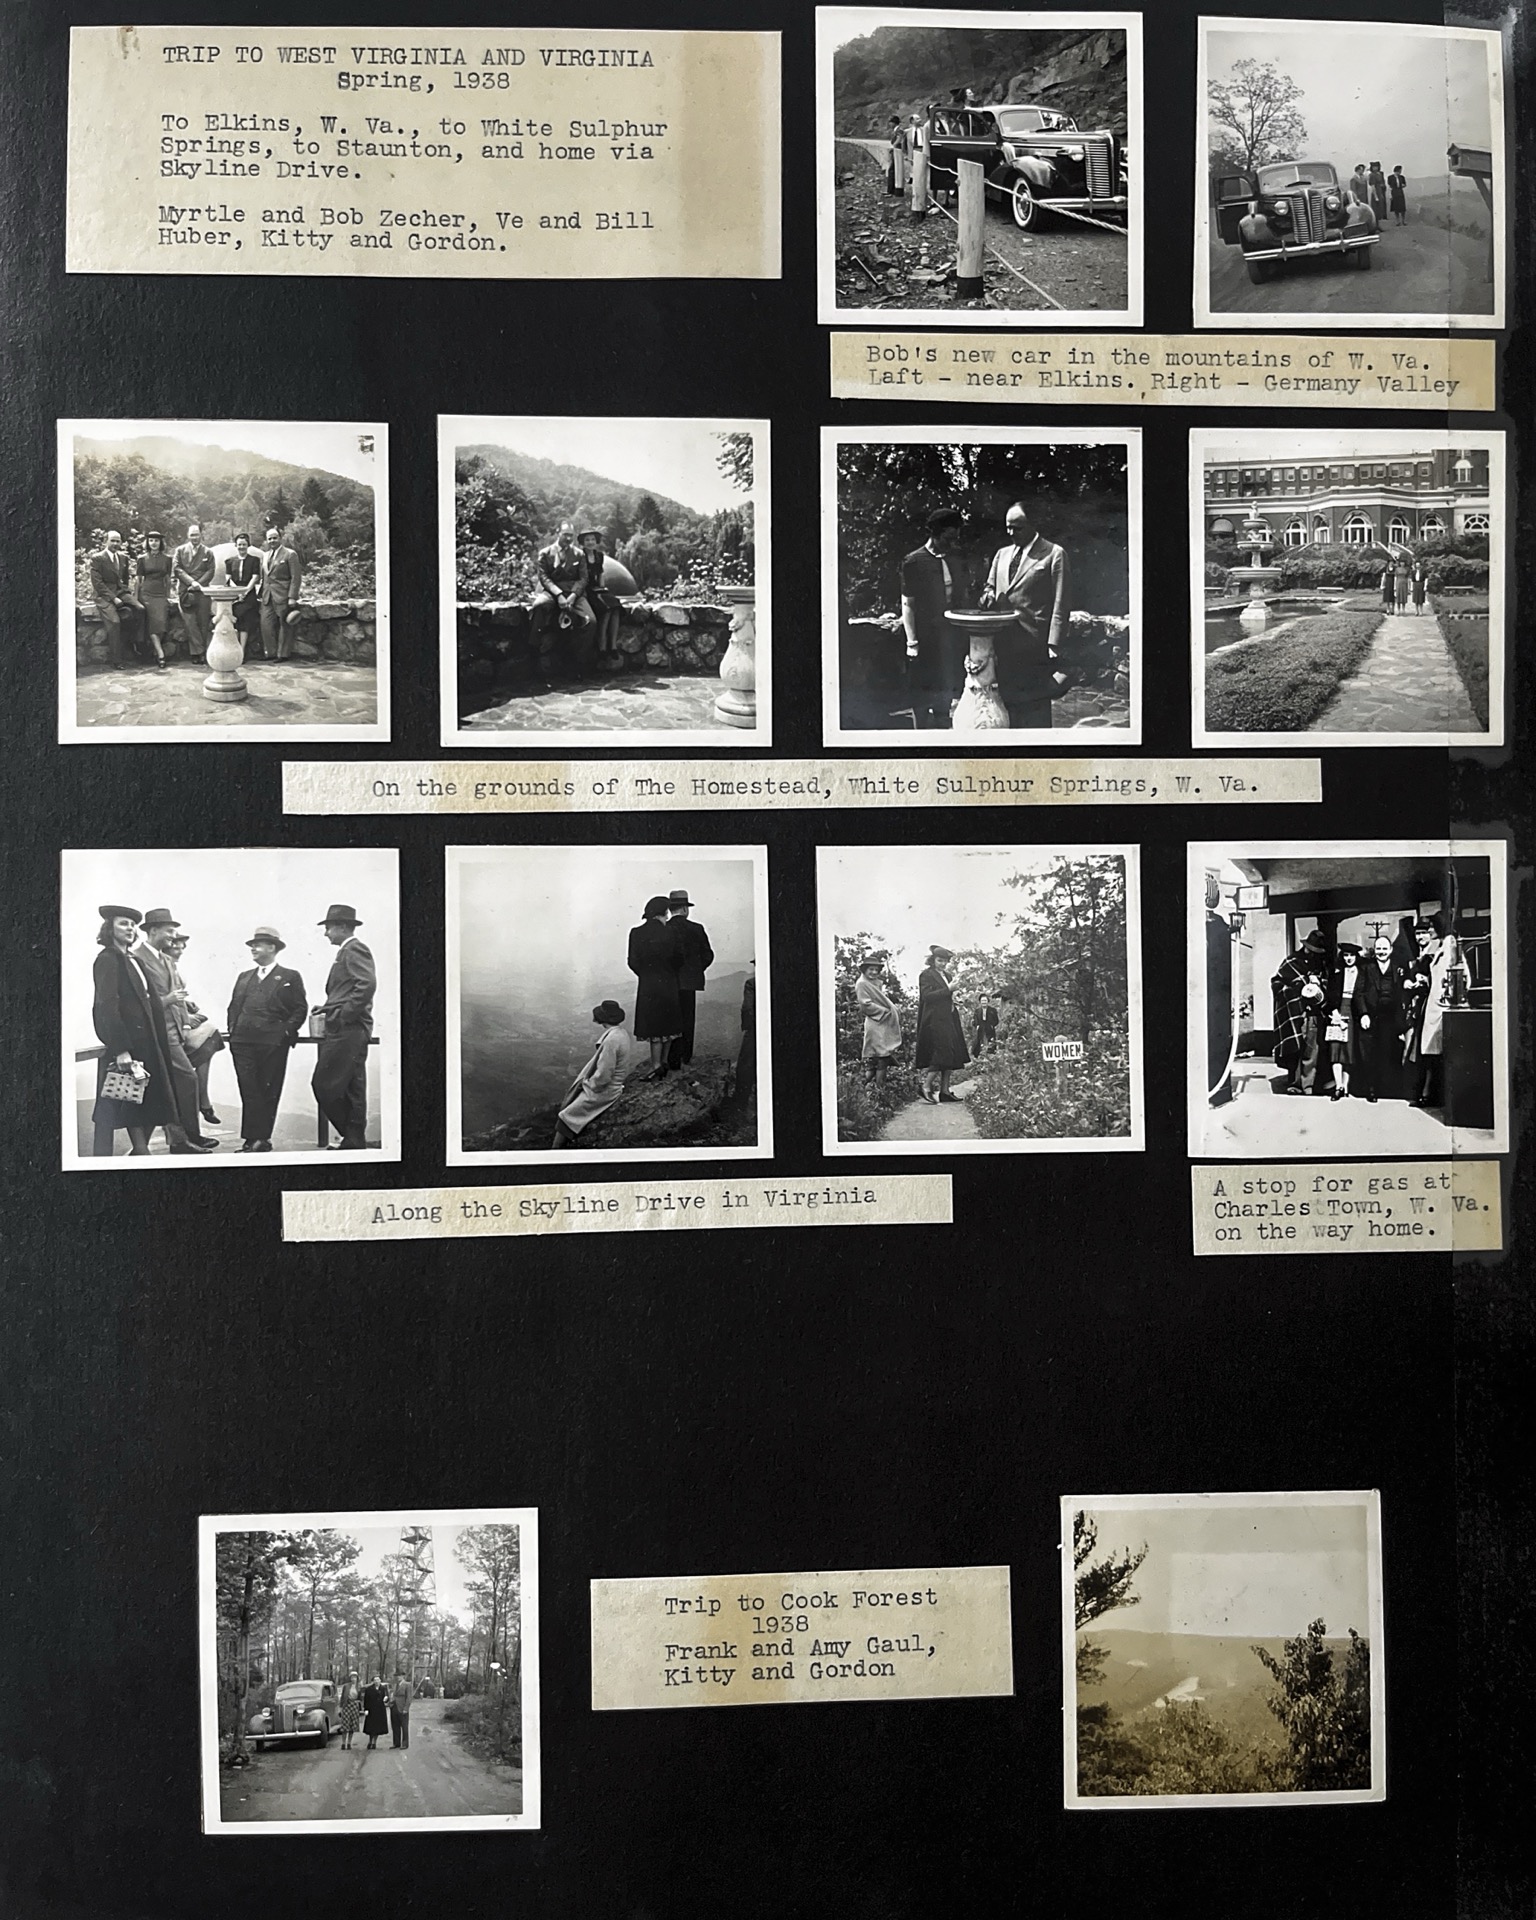 TRIP TO WEST VIRGINIA AND VIRGINIA
Spring, 1938
To Elkins, W. Va., to White Sulphur
Springs, to Staunton, and home via
Skyline Drive.
Myrtle and Bob Zecher, Ve and Bill
Huber, Kitty and Gordon.
Bob's new car in the mountains of W. Va.
Laft - near Elkins. Right - Germany Valley
On the grounds of The Homestead, White Sulphur Springs, W. Va.
WOMEN
Along the Skyline Drive in Virginia
A stop for gas at
Charles Town, W. Va.
on the way home.
Trip to Cook Forest
1938
Frank and Amy Gaul,
Kitty and Gordon